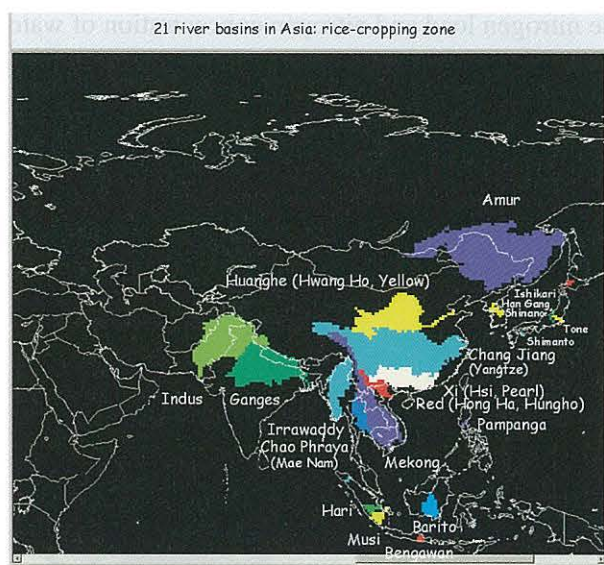 21 river basins in Asia: rice-cropping zone
Amur
Huanghe (Hwang Ho, Yellow)
Ishikari
Han Gang
Shinano
Tone
Shimanto
Chang Jiang
(Yangtze)
Xi (Hsi, Pearl)
Indus
Ganges
Red (Hong Ha, Hungho)
Irrawaddy
Pampanga
Chao Phraya
(Mae Nam)
Mekong
Hari
Barito
Musi
Bengawan